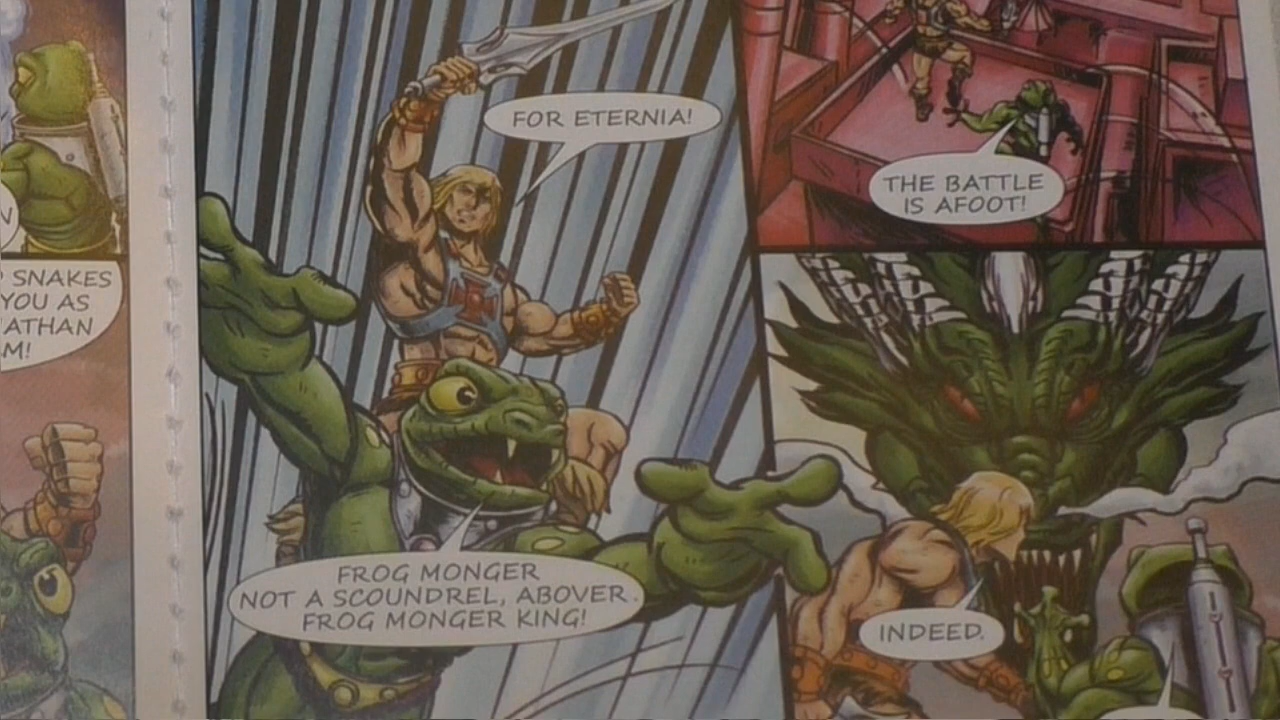 N
SNAKES
YOU AS
ATHAN
M!
FOR ETERNIA!
FROG MONGER
NOT A SCOUNDREL, ABOVER.
FROG MONGER KING!
THE BATTLE
IS AFOOT!
INDEED.